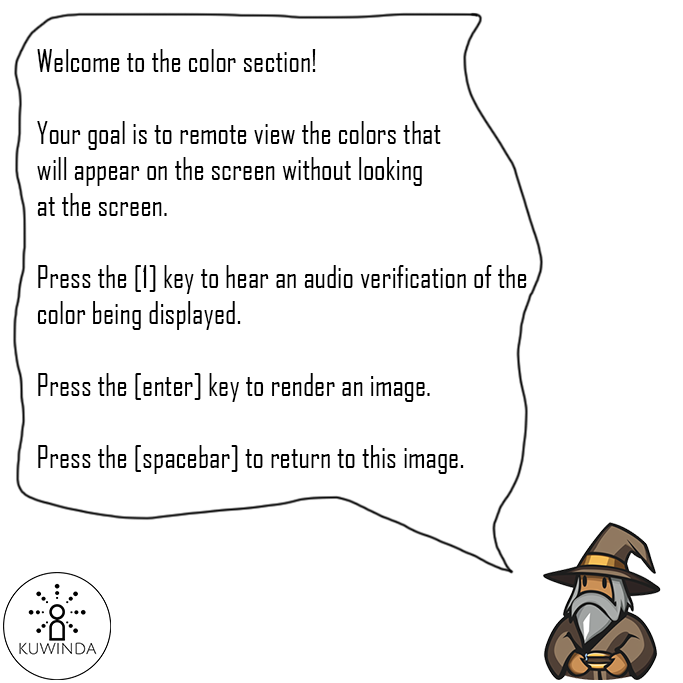 Welcome to the color section!
Your goal is to remote view the colors that
will appear on the screen without looking
at the screen.
Press the [1] key to hear an audio verification of the
color being displayed.
Press the [enter] key to render an image.
Press the [spacebar] to return to this image.
KUWINDA